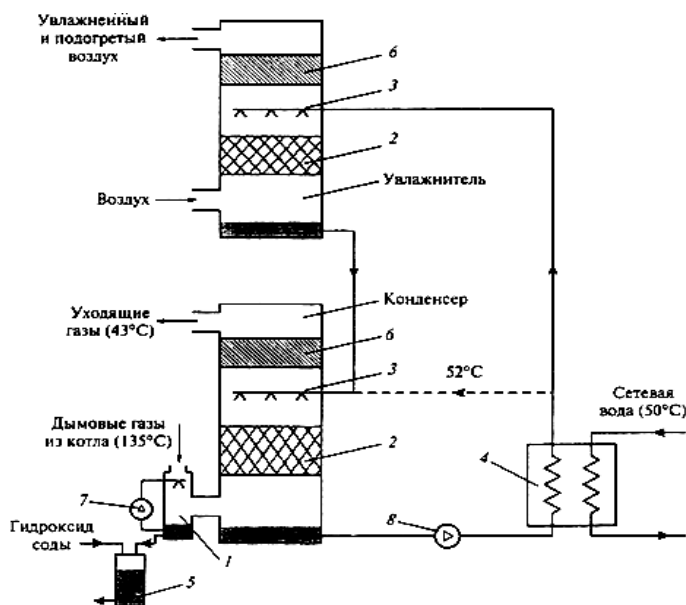 Увлажненный
и подогретый
воздух
6
3
2
Воздух
Увлажнитель
Уходящие
газы (43°С)
Конденсер
6
3
52°С
Сетевая
вода (50°С)
Дымовые газы
из котла (135°С)
2
4
7
8
Гидроксид
соды
1
5